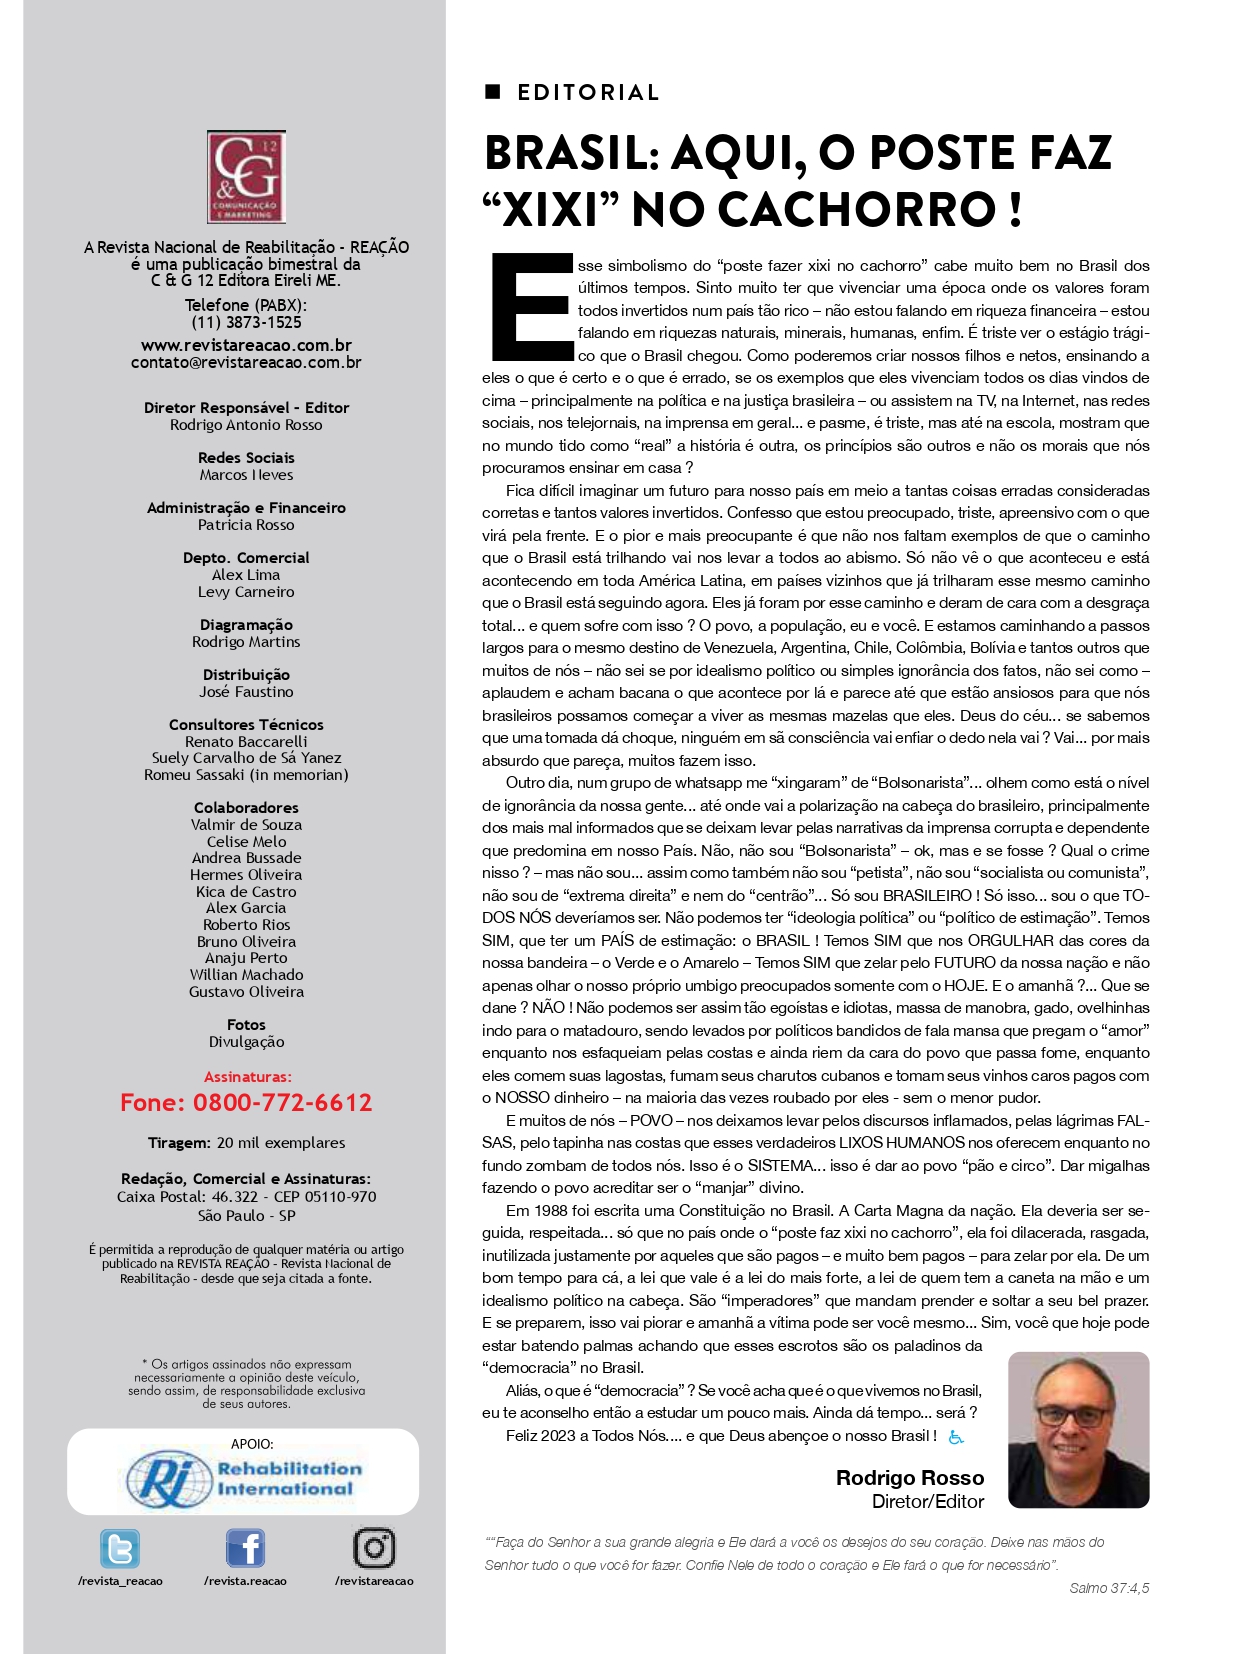 12
C&G
COMUNICAÇÃO
E MARKETING
A Revista Nacional de Reabilitação - REAÇÃO
é uma publicação bimestral da
C & G 12 Editora Eireli ME.
Telefone (PABX):
(11) 3873-1525
www.revistareacao.com.br
contato@revistareacao.com.br
Diretor Responsável - Editor
Rodrigo Antonio Rosso
Redes Sociais
Marcos Neves
Administração e Financeiro
Patricia Rosso
Depto. Comercial
Alex Lima
Levy Carneiro
Diagramação
Rodrigo Martins
Distribuição
José Faustino
Consultores Técnicos
Renato Baccarelli
Suely Carvalho de Sá Yanez
Romeu Sassaki (in memorian)
Colaboradores
Valmir de Souza
Celise Melo
Andrea Bussade
Hermes Oliveira
Kica de Castro
Alex Garcia
Roberto Rios
Bruno Oliveira
Anaju Perto
Willian Machado
Gustavo Oliveira
Fotos
Divulgação
Assinaturas:
Fone: 0800-772-6612
Tiragem: 20 mil exemplares
Redação, Comercial e Assinaturas:
Caixa Postal: 46.322 - CEP 05110-970
São Paulo - SP
É permitida a reprodução de qualquer matéria ou artigo
publicado na REVISTA REAÇÃO - Revista Nacional de
Reabilitação - desde que seja citada a fonte.
* Os artigos assinados não expressam
necessariamente a opinião deste veículo,
sendo assim, de responsabilidade exclusiva
de seus autores.
APOIO:
Ri Rehabilitation
International
/revista_reacao
/revista.reacao
/revistareacao
■ EDITORIAL
BRASIL: AQUI, O POSTE FAZ
“XIXI” NO CACHORRO !
Esse simbolismo do “poste fazer xixi no cachorro” cabe muito bem no Brasil dos
últimos tempos. Sinto muito ter que vivenciar uma época onde os valores foram
todos invertidos num país tão rico – não estou falando em riqueza financeira – estou
falando em riquezas naturais, minerais, humanas, enfim. É triste ver o estágio trági-
co que o Brasil chegou. Como poderemos criar nossos filhos e netos, ensinando a
eles o que é certo e o que é errado, se os exemplos que eles vivenciam todos os dias vindos de
cima – principalmente na política e na justiça brasileira – ou assistem na TV, na Internet, nas redes
sociais, nos telejornais, na imprensa em geral... e pasme, é triste, mas até na escola, mostram que
no mundo tido como “real” a história é outra, os princípios são outros e não os morais que nós
procuramos ensinar em casa ?
Fica difícil imaginar um futuro para nosso país em meio a tantas coisas erradas consideradas
corretas e tantos valores invertidos. Confesso que estou preocupado, triste, apreensivo com o que
virá pela frente. E o pior e mais preocupante é que não nos faltam exemplos de que o caminho
que o Brasil está trilhando vai nos levar a todos ao abismo. Só não vê o que aconteceu e está
acontecendo em toda América Latina, em países vizinhos que já trilharam esse mesmo caminho
que o Brasil está seguindo agora. Eles já foram por esse caminho e deram de cara com a desgraça
total... e quem sofre com isso ? O povo, a população, eu e você. E estamos caminhando a passos
largos para o mesmo destino de Venezuela, Argentina, Chile, Colômbia, Bolívia e tantos outros que
muitos de nós – não sei se por idealismo político ou simples ignorância dos fatos, não sei como –
aplaudem e acham bacana o que acontece por lá e parece até que estão ansiosos para que nós
brasileiros possamos começar a viver as mesmas mazelas que eles. Deus do céu... se sabemos
que uma tomada dá choque, ninguém em sã consciência vai enfiar o dedo nela vai ? Vai... por mais
absurdo que pareça, muitos fazem isso.
Outro dia, num grupo de whatsapp me “xingaram” de “Bolsonarista”... olhem como está o nível
de ignorância da nossa gente... até onde vai a polarização na cabeça do brasileiro, principalmente
dos mais mal informados que se deixam levar pelas narrativas da imprensa corrupta e dependente
que predomina em nosso País. Não, não sou “Bolsonarista” – ok, mas e se fosse ? Qual o crime
nisso ? – mas não sou... assim como também não sou “petista”, não sou “socialista ou comunista”,
não sou de “extrema direita” e nem do “centrão”... Só sou BRASILEIRO ! Só isso... sou o que TO-
DOS NÓS deveríamos ser. Não podemos ter “ideologia política” ou “político de estimação”. Temos
SIM, que ter um PAÍS de estimação: o BRASIL ! Temos SIM que nos ORGULHAR das cores da
nossa bandeira – o Verde e o Amarelo – Temos SIM que zelar pelo FUTURO da nossa nação e não
apenas olhar o nosso próprio umbigo preocupados somente com o HOJE. E o amanhã ?... Que se
dane ? NÃO ! Não podemos ser assim tão egoístas e idiotas, massa de manobra, gado, ovelhinhas
indo para o matadouro, sendo levados por políticos bandidos de fala mansa que pregam o “amor”
enquanto nos esfaqueiam pelas costas e ainda riem da cara do povo que passa fome, enquanto
eles comem suas lagostas, fumam seus charutos cubanos e tomam seus vinhos caros pagos com
o NOSSO dinheiro – na maioria das vezes roubado por eles - sem o menor pudor.
E muitos de nós – POVO – nos deixamos levar pelos discursos inflamados, pelas lágrimas FAL-
SAS, pelo tapinha nas costas que esses verdadeiros LIXOS HUMANOS nos oferecem enquanto no
fundo zombam de todos nós. Isso é o SISTEMA... isso é dar ao povo “pão e circo”. Dar migalhas
fazendo o povo acreditar ser o “manjar” divino.
Em 1988 foi escrita uma Constituição no Brasil. A Carta Magna da nação. Ela deveria ser se-
guida, respeitada... só que no país onde o “poste faz xixi no cachorro”, ela foi dilacerada, rasgada,
inutilizada justamente por aqueles que são pagos – e muito bem pagos – para zelar por ela. De um
bom tempo para cá, a lei que vale é a lei do mais forte, a lei de quem tem a caneta na mão e um
idealismo político na cabeça. São “imperadores” que mandam prender e soltar a seu bel prazer.
E se preparem, isso vai piorar e amanhã a vítima pode ser você mesmo... Sim, você que hoje pode
estar batendo palmas achando que esses escrotos são os paladinos da
“democracia” no Brasil.
Aliás, o que é “democracia” ? Se você acha que é o que vivemos no Brasil,
eu te aconselho então a estudar um pouco mais. Ainda dá tempo... será ?
Feliz 2023 a Todos Nós.... e que Deus abençoe o nosso Brasil !
Rodrigo Rosso
Diretor/Editor
““Faça do Senhor a sua grande alegria e Ele dará a você os desejos do seu coração. Deixe nas mãos do
Senhor tudo o que você for fazer. Confie Nele de todo o coração e Ele fará o que for necessário”.
Salmo 37:4,5